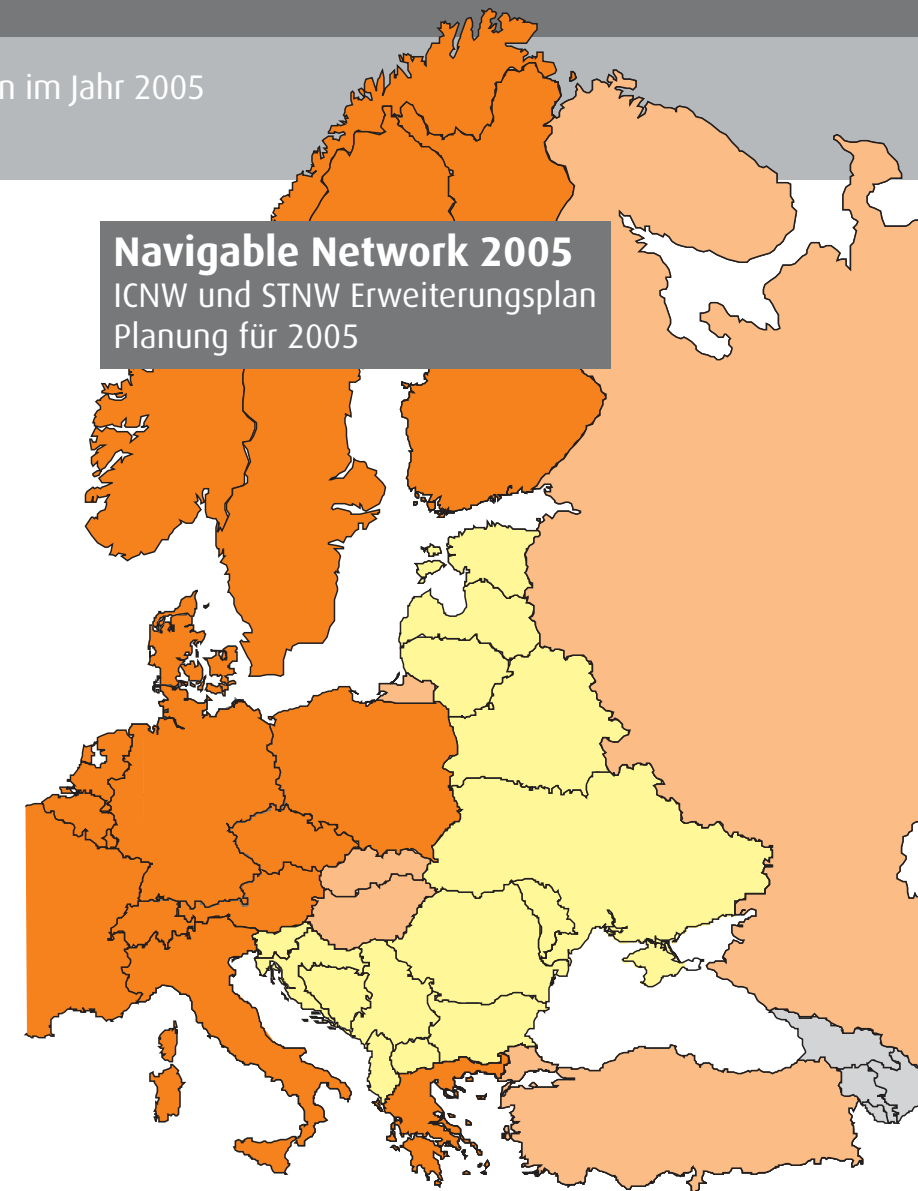 n im Jahr 2005
Navigable Network 2005
ICNW und STNW Erweiterungsplan
Planung für 2005